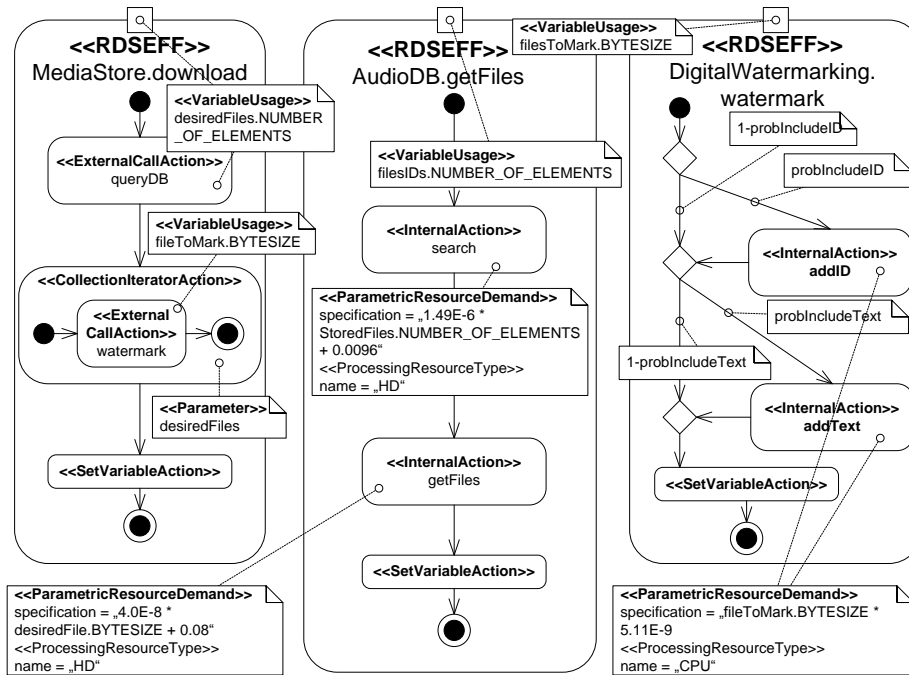 <<RDSEFF>>
MediaStore.download
<<VariableUsage>>
desiredFiles.NUMBER
_OF_ELEMENTS
<<ExternalCallAction>>
queryDB
<<VariableUsage>>
fileToMark.BYTESIZE
<<CollectionIteratorAction>>
<<External
CallAction>>
watermark
<<Parameter>>
desiredFiles
<<SetVariableAction>>
<<ParametricResourceDemand>>
specification = „4.0E-8 *
desiredFile.BYTESIZE + 0.08“
<<ProcessingResourceType>>
name = „HD“
<<RDSEFF>>
AudioDB.getFiles
<<VariableUsage>>
filesIDs.NUMBER_OF_ELEMENTS
<<InternalAction>>
search
<<ParametricResourceDemand>>
specification = „1.49E-6 *
StoredFiles.NUMBER_OF_ELEMENTS
+ 0.0096“
<<ProcessingResourceType>>
name = „HD“
<<InternalAction>>
getFiles
<<SetVariableAction>>
<<VariableUsage>>
filesToMark.BYTESIZE
<<RDSEFF>>
DigitalWatermarking.
watermark
1-probIncludeID
probIncludeID
<<InternalAction>>
addID
probIncludeText
1-probIncludeText
<<InternalAction>>
addText
<<SetVariableAction>>
<<ParametricResourceDemand>>
specification = „fileToMark.BYTESIZE *
5.11E-9
<<ProcessingResourceType>>
name = „CPU“